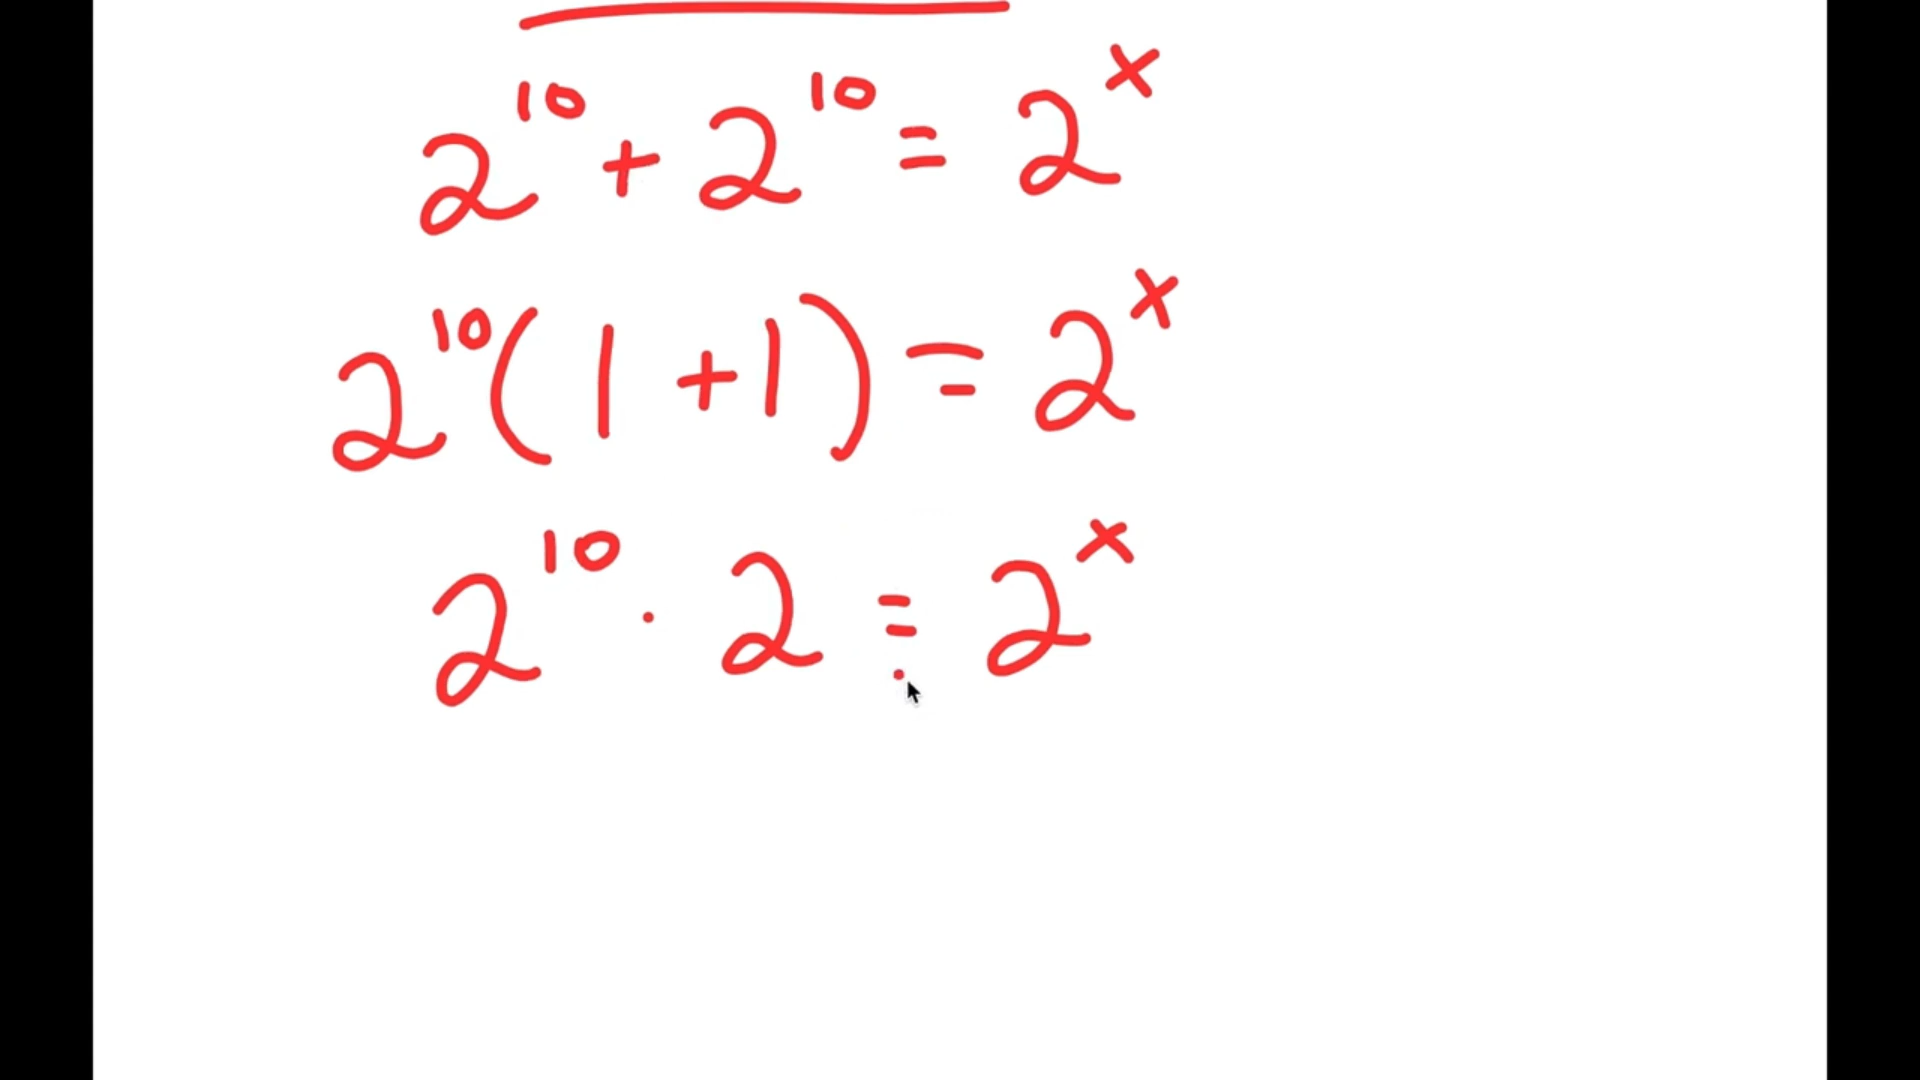 2^10 + 2^10 = 2^x
2^10(1 + 1) = 2^x
2^10 · 2 = 2^x